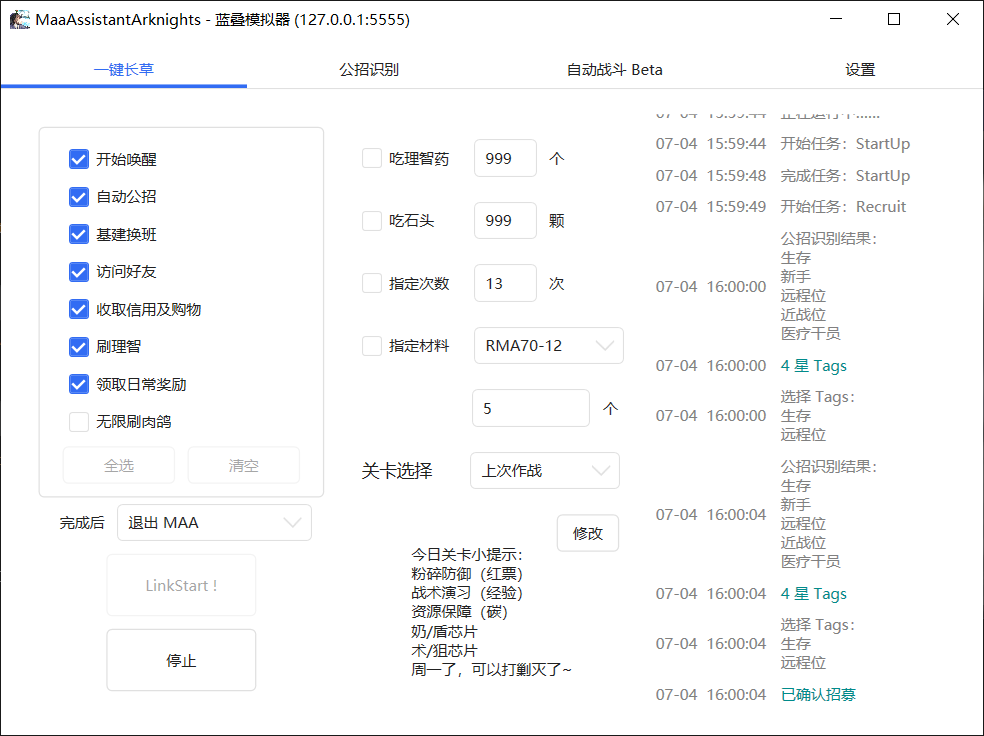 MaaAssistantArknights - 蓝叠模拟器 (127.0.0.1:5555)
一键长草
公招识别
自动战斗 Beta
设置
开始唤醒
自动公招
基建换班
访问好友
收取信用及购物
刷理智
领取日常奖励
无限刷肉鸽
全选
清空
完成后
退出 MAA
LinkStart !
停止
吃理智药 999 个
吃石头 999 颗
指定次数 13 次
指定材料 RMA70-12
5 个
关卡选择 上次作战
修改
今日关卡小提示:
粉碎防御（红票）
战术演习（经验）
资源保障（碳）
奶/盾芯片
术/狙芯片
周一了，可以打剿灭了~
07-04 15:59:44 正在运行中……
07-04 15:59:44 开始任务: StartUp
07-04 15:59:48 完成任务: StartUp
07-04 15:59:49 开始任务: Recruit
07-04 16:00:00 公招识别结果:
生存
新手
远程位
近战位
医疗干员
07-04 16:00:00 4 星 Tags
07-04 16:00:00 选择 Tags:
生存
远程位
07-04 16:00:04 公招识别结果:
生存
新手
远程位
近战位
医疗干员
07-04 16:00:04 4 星 Tags
07-04 16:00:04 选择 Tags:
生存
远程位
07-04 16:00:04 已确认招募